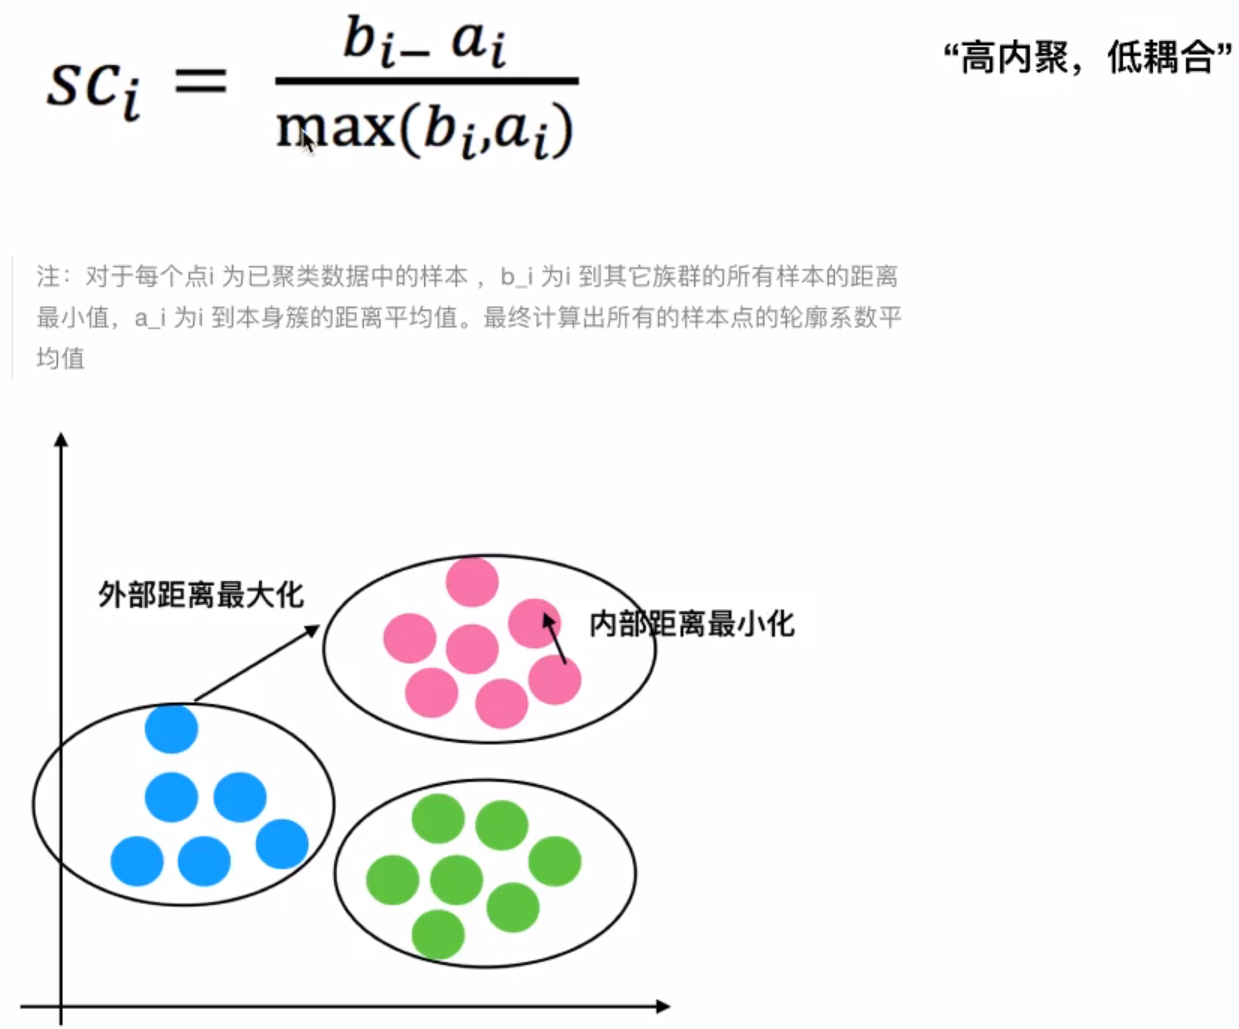 sc_i = \frac{b_{i-} a_i}{\max(b_i, a_i)}
“高内聚，低耦合”
注：对于每个点i 为已聚类数据中的样本 ，b_i 为i 到其它族群的所有样本的距离
最小值，a_i 为i 到本身簇的距离平均值。最终计算出所有的样本点的轮廓系数平
均值
外部距离最大化
内部距离最小化